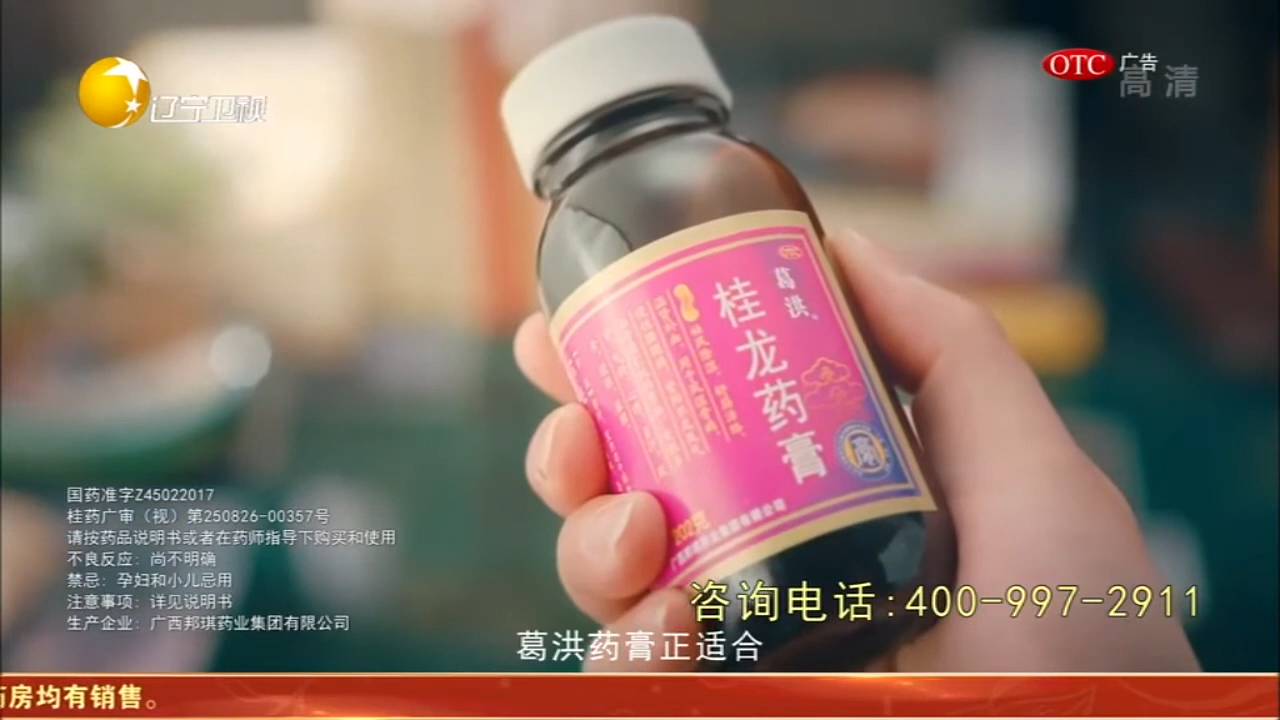 辽宁卫视
OTC 广告
高清
OTC
葛洪
桂龙药膏
膏
202克
国药准字Z45022017
桂药广审（视）第250826-00357号
请按药品说明书或者在药师指导下购买和使用
不良反应：尚不明确
禁忌：孕妇和小儿忌用
注意事项：详见说明书
生产企业：广西邦琪药业集团有限公司
咨询电话:400-997-2911
葛洪药膏正适合
药房均有销售。